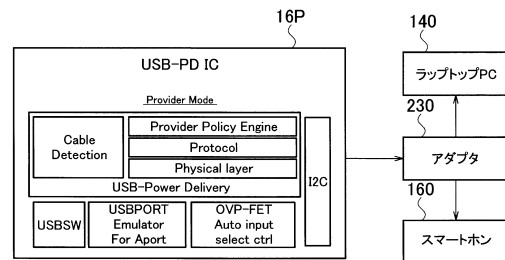 16P
USB-PD IC
Provider Mode
Cable
Detection
Provider Policy Engine
Protocol
Physical layer
USB-Power Delivery
I2C
USBSW
USBPORT
Emulator
For Aport
OVP-FET
Auto input
select ctrl
140
ラップトップPC
230
アダプタ
160
スマートホン